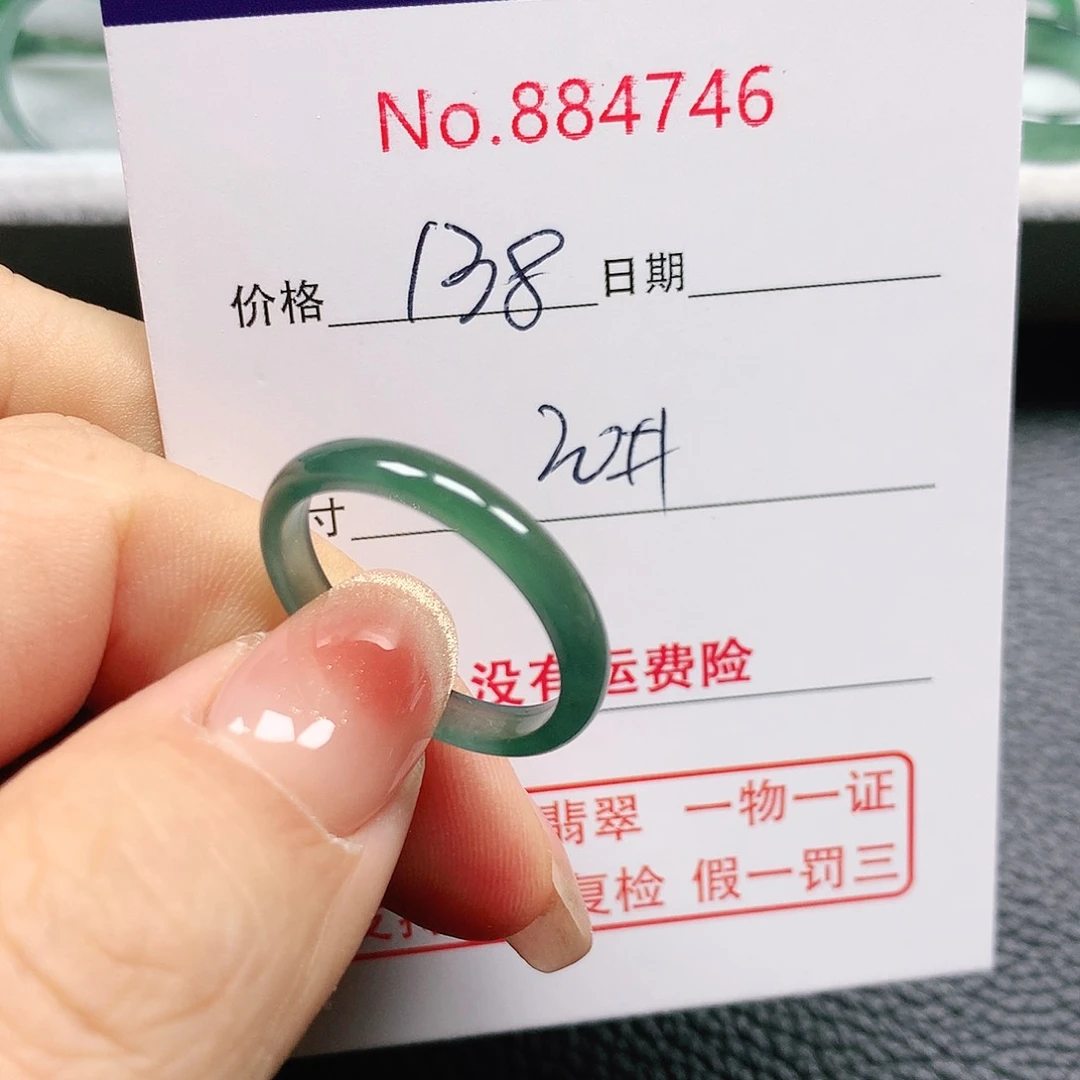 No.884746
价格 138 日期
20#
寸
没有运费险
翡翠 一物一证
复检 假一罚三